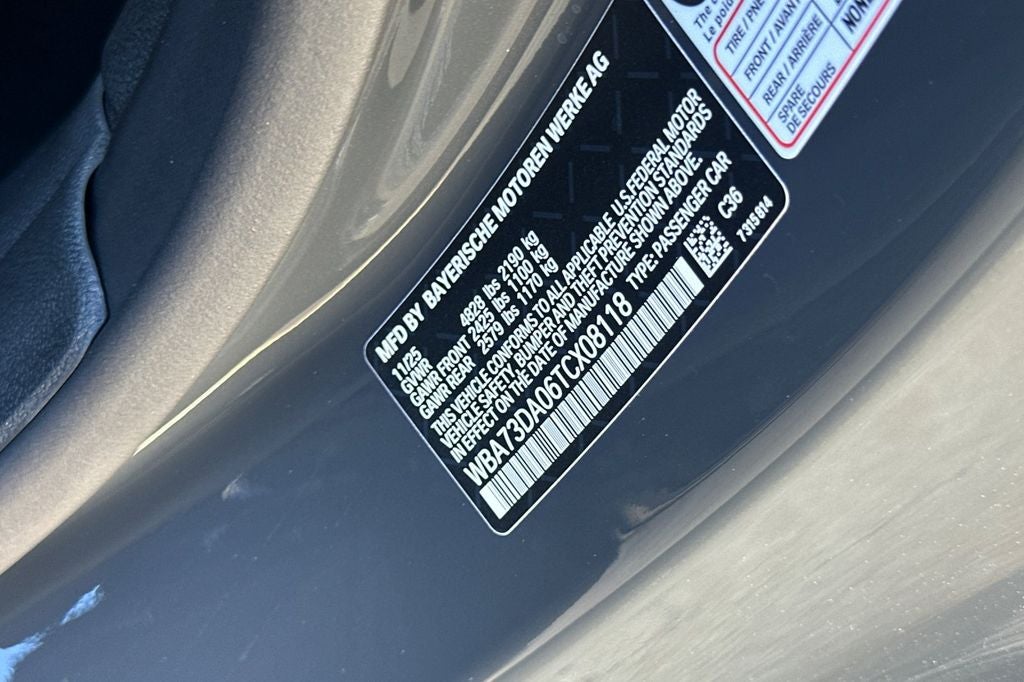 MFD BY BAYERISCHE MOTOREN WERKE AG
11/25
GVWR 4828 lbs 2190 kg
GAWR FRONT 2425 lbs 1100 kg
GAWR REAR 2579 lbs 1170 kg
THIS VEHICLE CONFORMS TO ALL APPLICABLE U.S.FEDERAL MOTOR
VEHICLE SAFETY, BUMPER AND THEFT PREVENTION STANDARDS
IN EFFECT ON THE DATE OF MANUFACTURE SHOWN ABOVE.
WBA73DA06TCX08118 TYPE: PASSENGER CAR
C36
7315814
The
Le
TIRE /
FRONT / AVANT
REAR / ARRIÈRE
SPARE
DE SECOURS